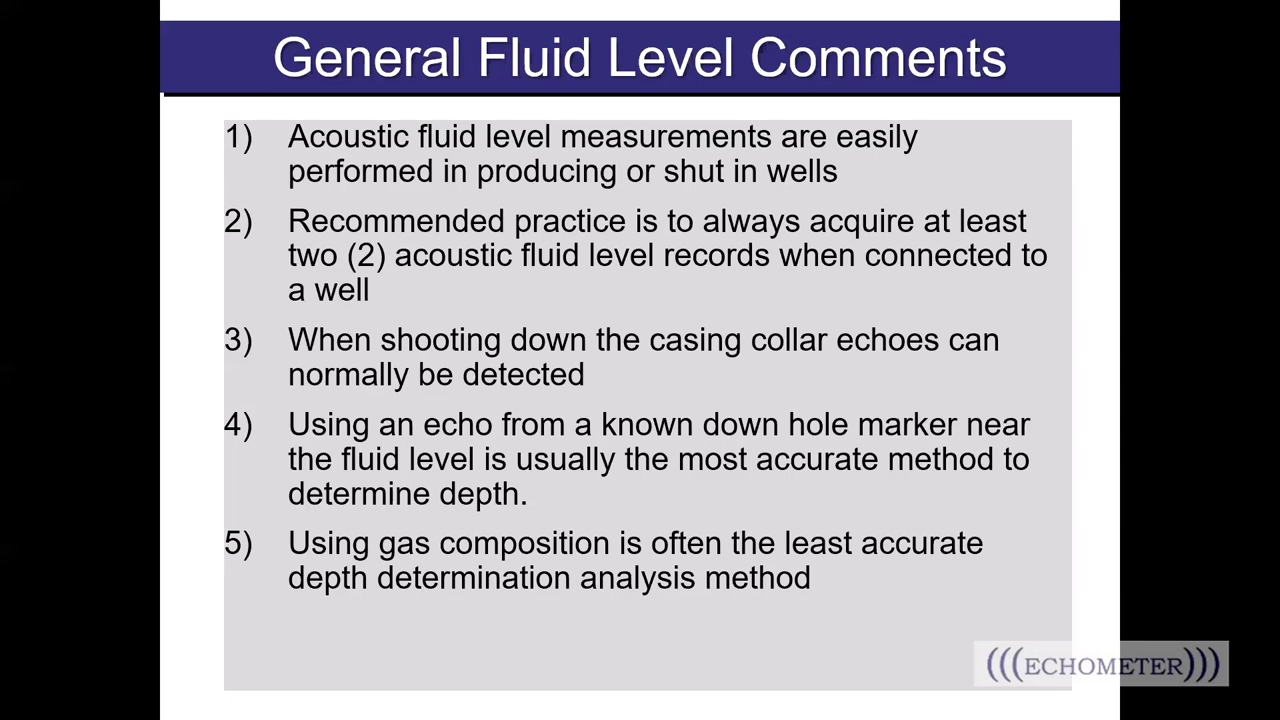 General Fluid Level Comments
1) Acoustic fluid level measurements are easily
performed in producing or shut in wells
2) Recommended practice is to always acquire at least
two (2) acoustic fluid level records when connected to
a well
3) When shooting down the casing collar echoes can
normally be detected
4) Using an echo from a known down hole marker near
the fluid level is usually the most accurate method to
determine depth.
5) Using gas composition is often the least accurate
depth determination analysis method
(((ECHOMETER)))